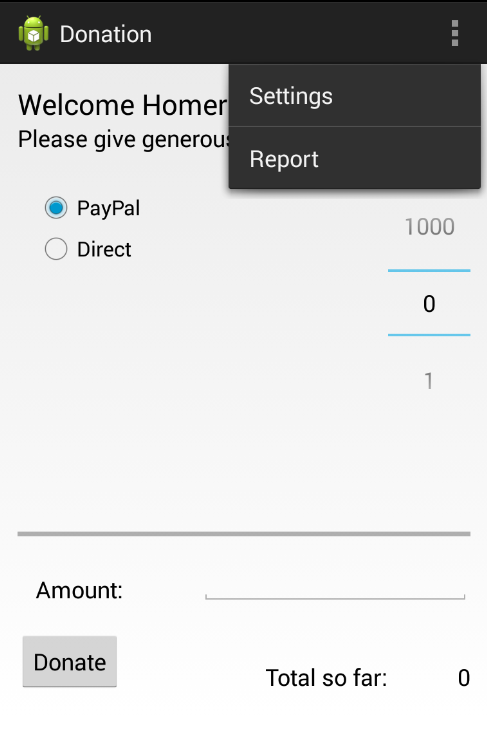 Donation
Settings
Report
Welcome Homer
Please give generous
PayPal
Direct
1000
0
1
Amount:
Donate
Total so far: 0